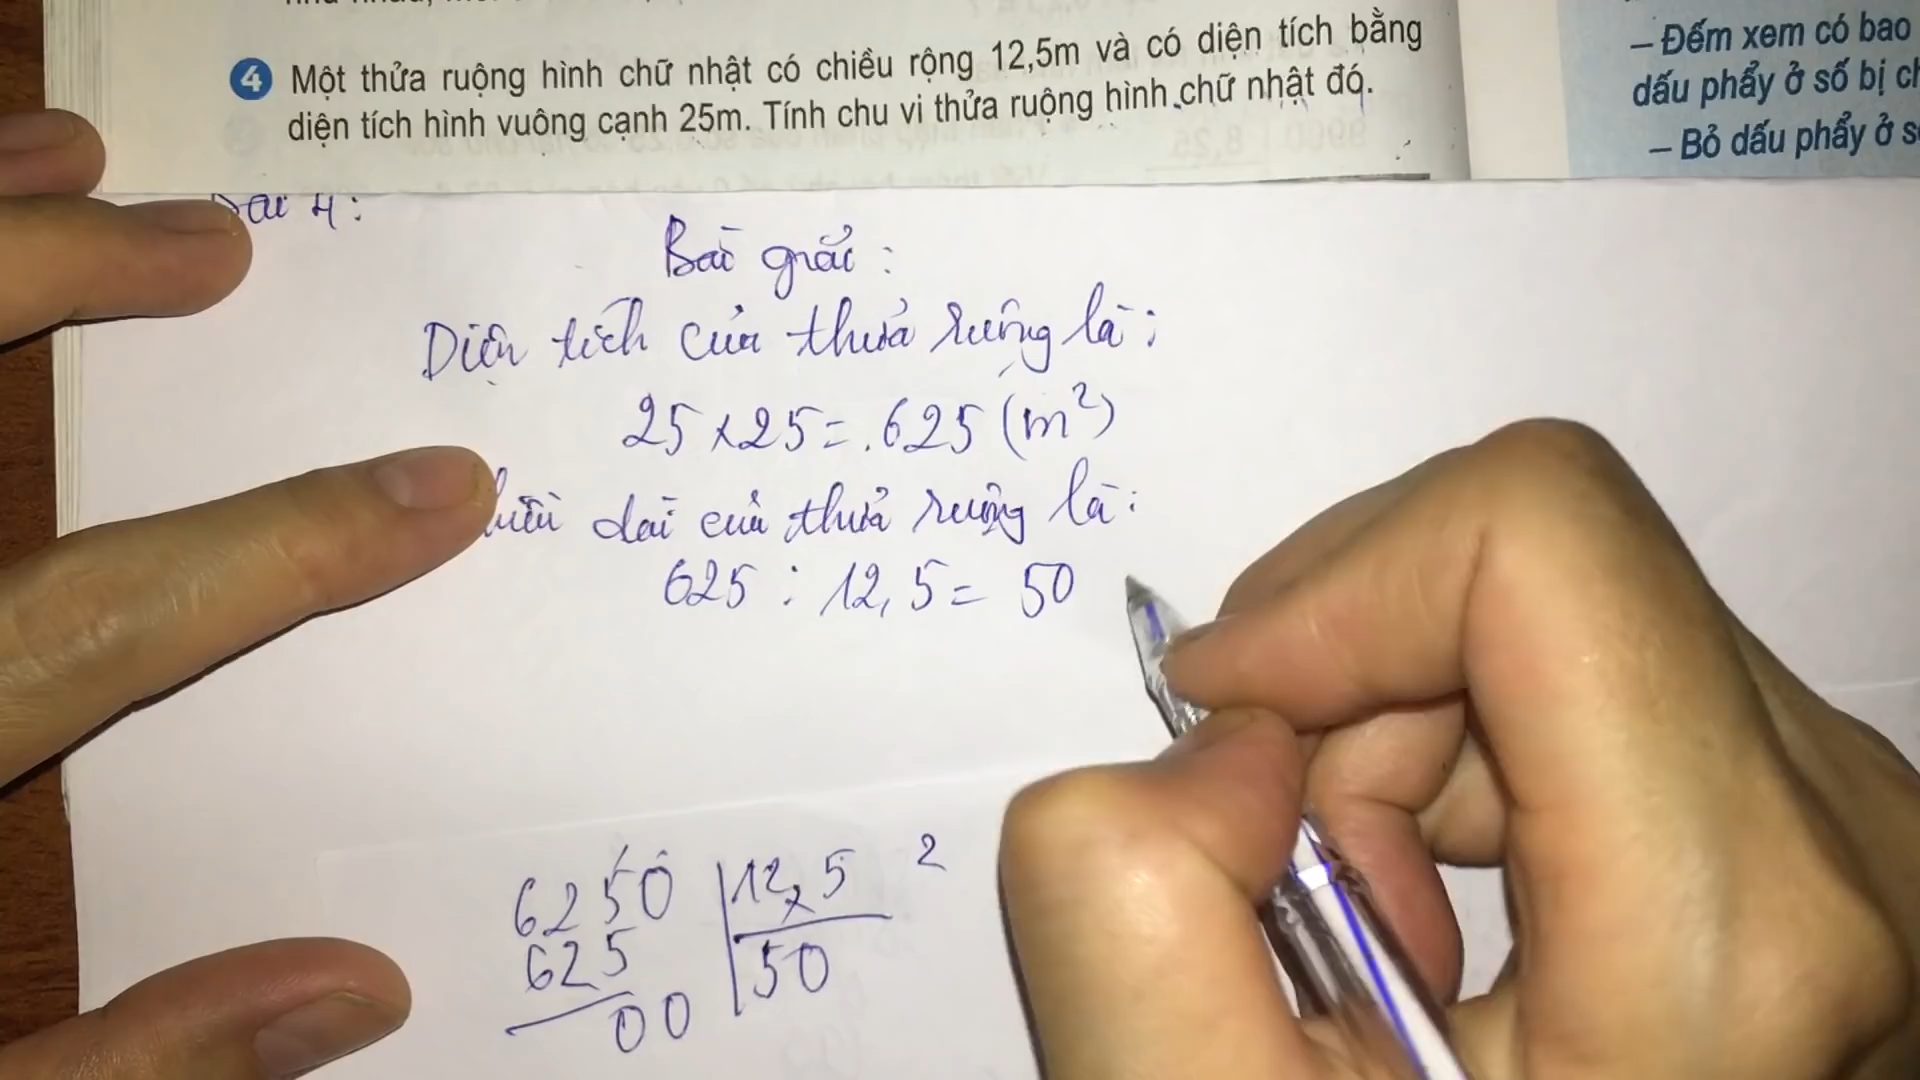 – Đếm xem có bao
4 Một thửa ruộng hình chữ nhật có chiều rộng 12,5m và có diện tích bằng
dấu phẩy ở số bị
diện tích hình vuông cạnh 25m. Tính chu vi thửa ruộng hình chữ nhật đó.
– Bỏ dấu phẩy ở
Bài 4:
Bài giải:
Diện tích của thửa ruộng là:
25 x 25 = 625 (m²)
dài của thửa ruộng là:
625 : 12,5 = 50
6250 12,5 2
625 50
00